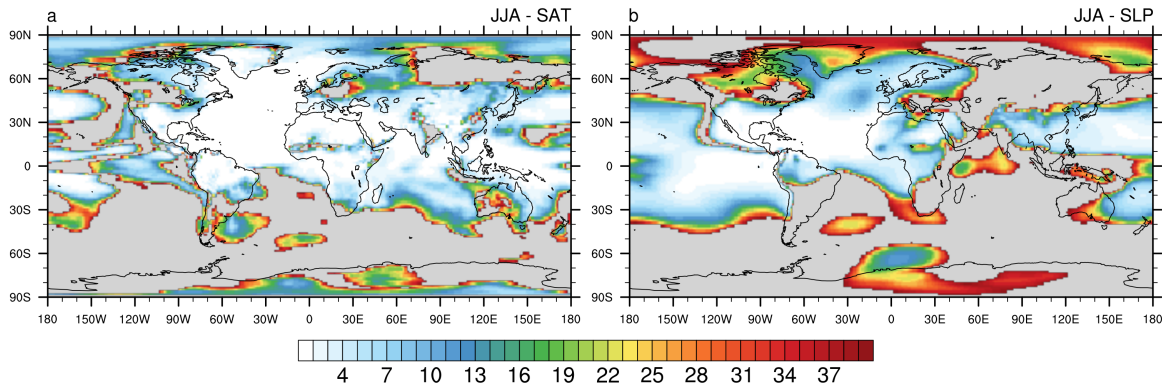 a
JJA - SAT
b
JJA - SLP
90N
60N
30N
0
30S
60S
90S
180 150W 120W 90W 60W 30W 0 30E 60E 90E 120E 150E 180
90N
60N
30N
0
30S
60S
90S
180 150W 120W 90W 60W 30W 0 30E 60E 90E 120E 150E 180
4 7 10 13 16 19 22 25 28 31 34 37